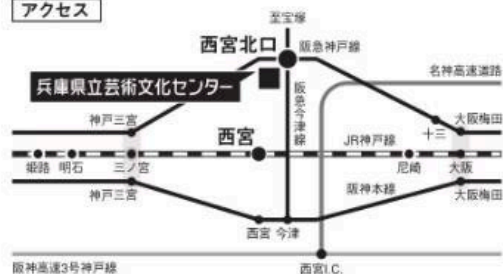 アクセス
至宝塚
西宮北口
阪急神戸線
名神高速道路
兵庫県立芸術文化センター
阪急今津線
神戸三宮
十三
大阪梅田
西宮
JR神戸線
姫路
明石
三ノ宮
尼崎
大阪
神戸三宮
阪神本線
大阪梅田
西宮
今津
阪神高速3号神戸線
西宮I.C.